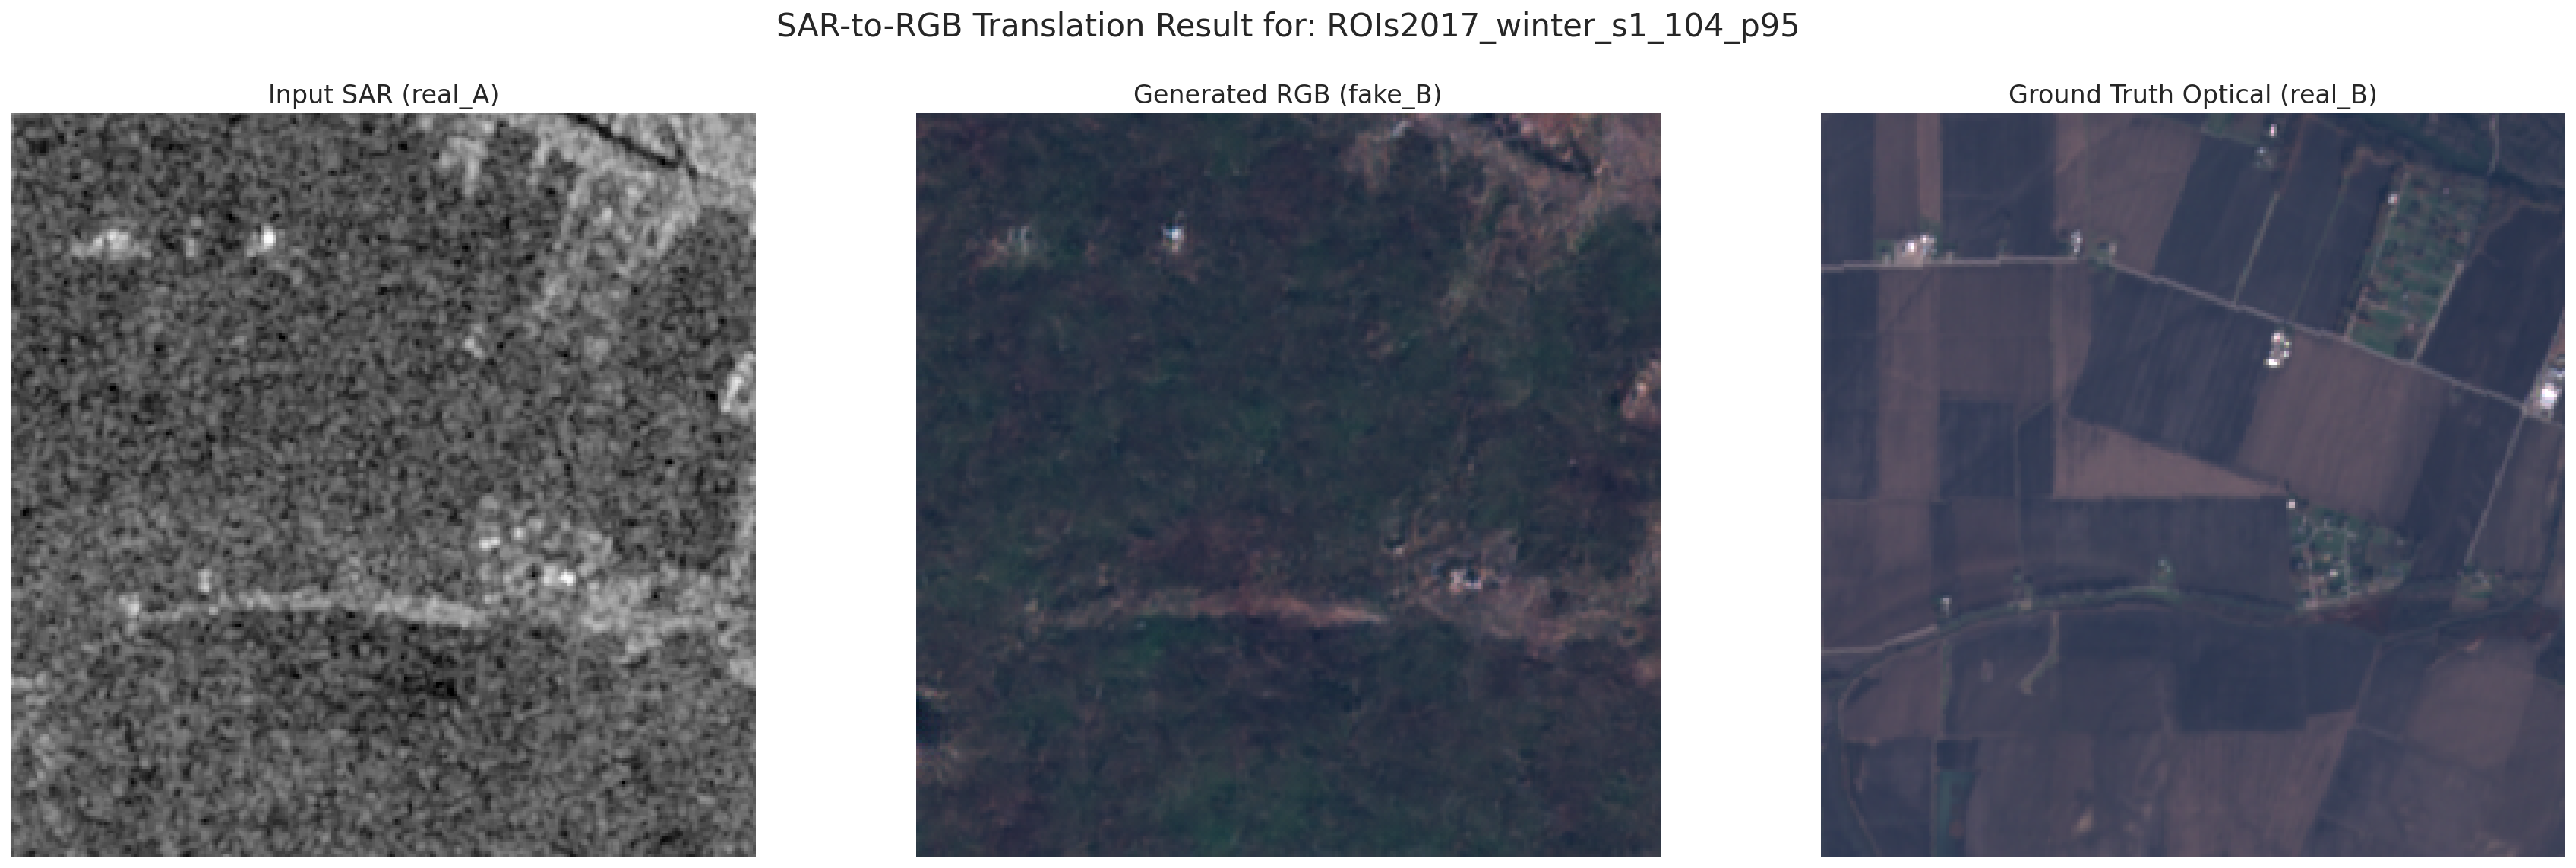 SAR-to-RGB Translation Result for: ROIs2017_winter_s1_104_p95
Input SAR (real_A)
Generated RGB (fake_B)
Ground Truth Optical (real_B)